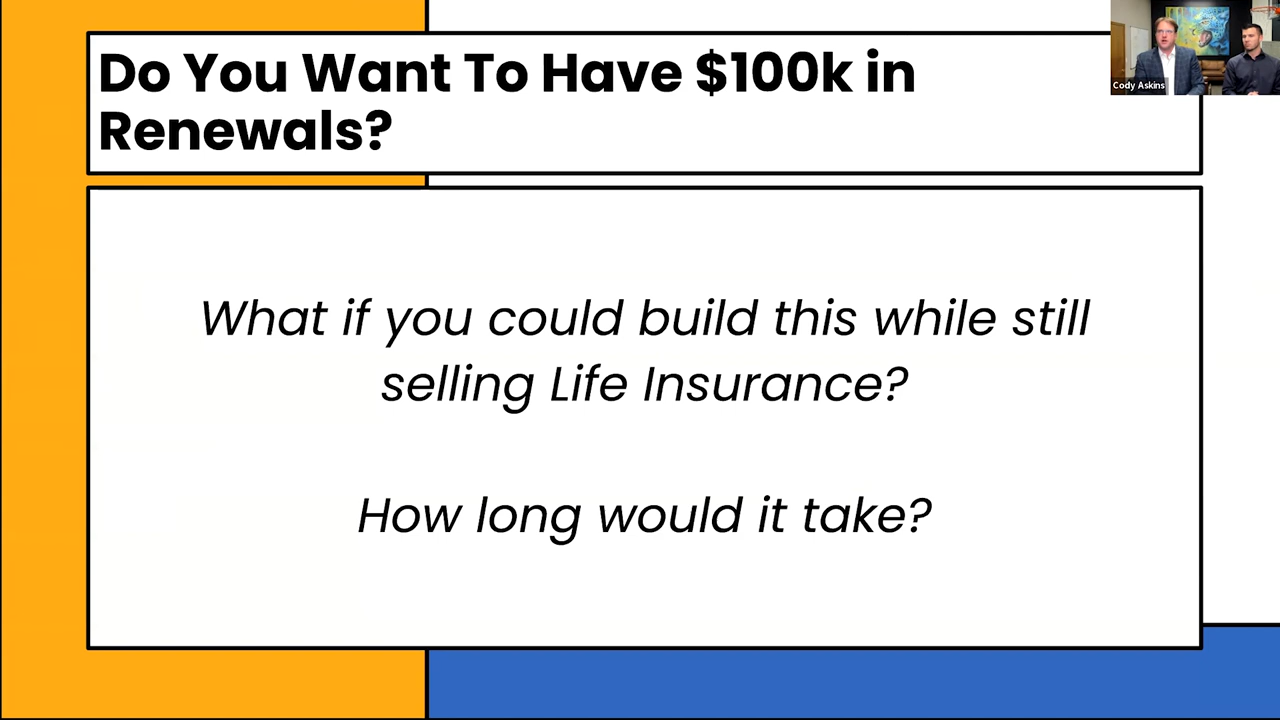 Do You Want To Have $100k in
Renewals?
Cody Askins
What if you could build this while still
selling Life Insurance?
How long would it take?